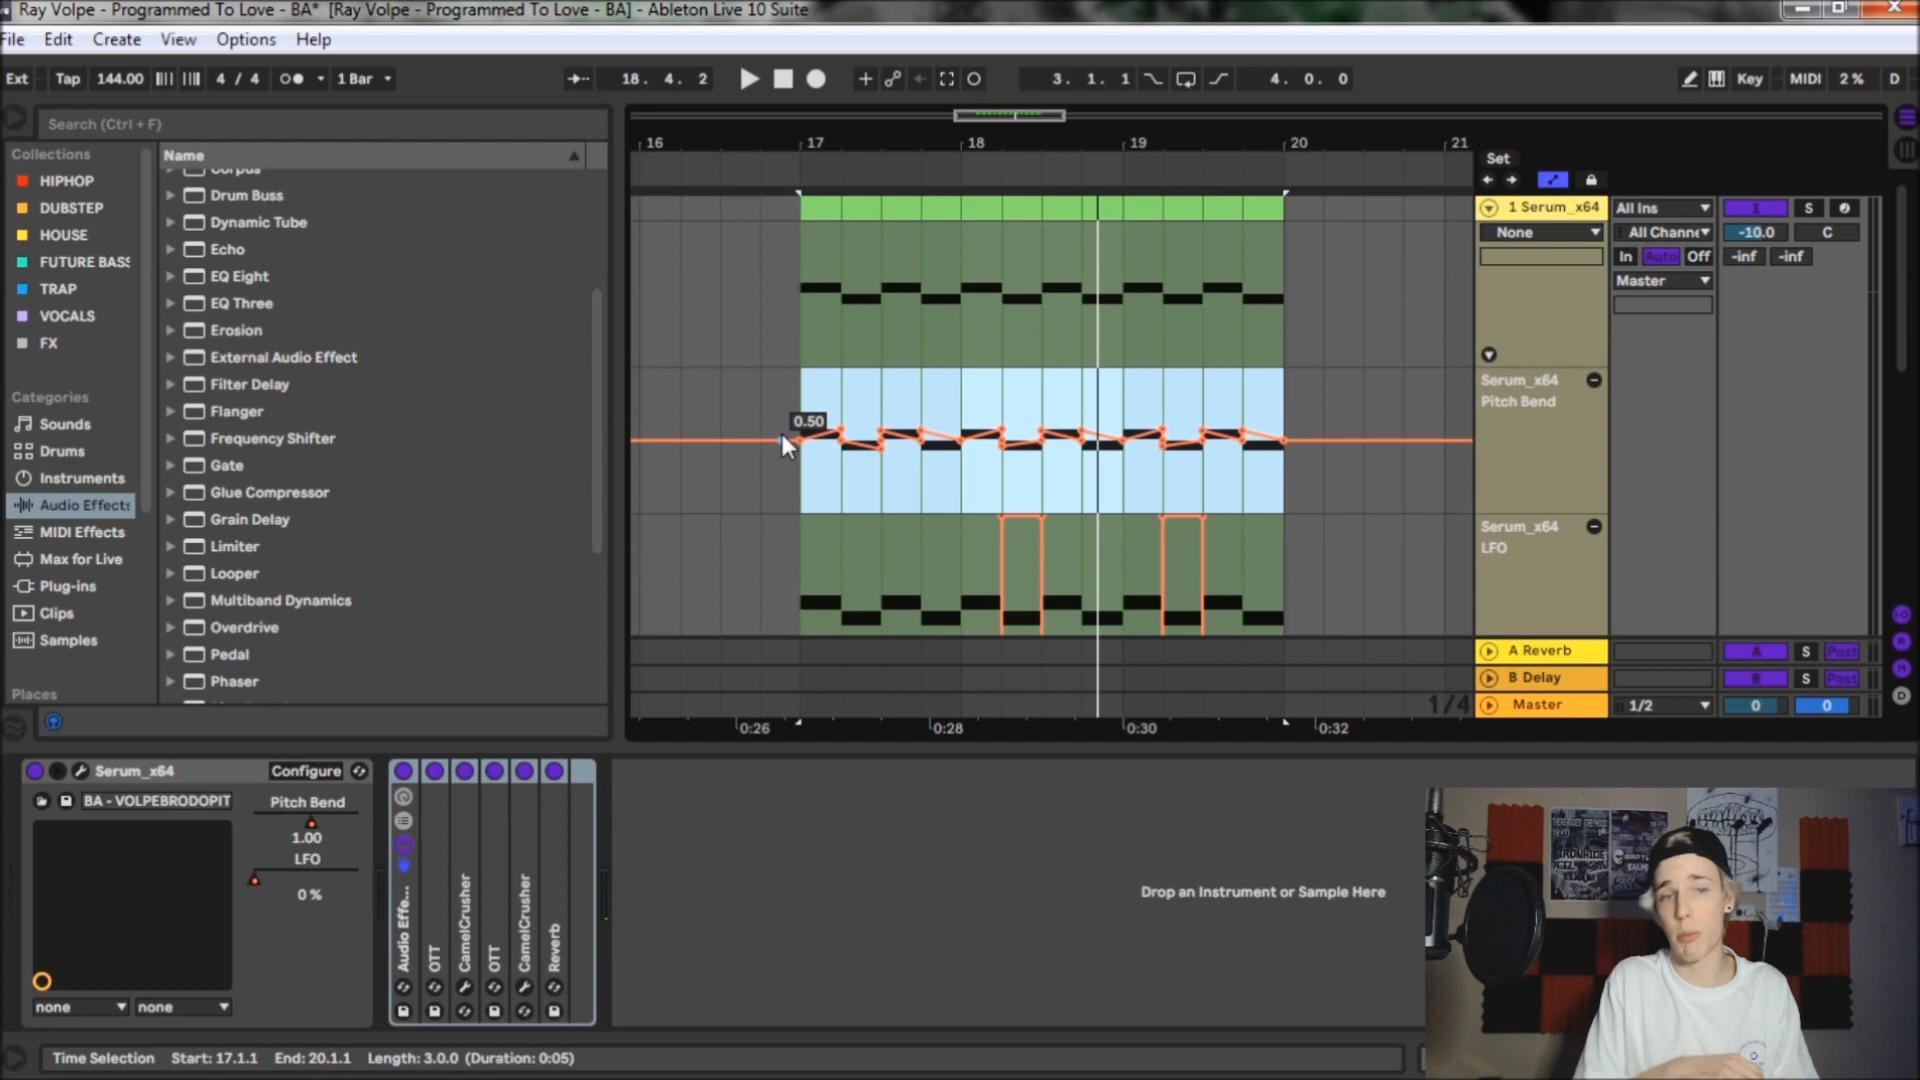 Ray Volpe - Programmed To Love - BA* [Ray Volpe - Programmed To Love - BA] - Ableton Live 10 Suite
File Edit Create View Options Help
Ext Tap 144.00 4 / 4 1 Bar 18. 4. 2 3. 1. 1 4. 0. 0 Key MIDI 2 % D
Search (Ctrl + F)
Collections
HIPHOP
DUBSTEP
HOUSE
FUTURE BASS
TRAP
VOCALS
FX
Categories
Sounds
Drums
Instruments
Audio Effects
MIDI Effects
Max for Live
Plug-ins
Clips
Samples
Places
Name
Corpus
Drum Buss
Dynamic Tube
Echo
EQ Eight
EQ Three
Erosion
External Audio Effect
Filter Delay
Flanger
Frequency Shifter
Gate
Glue Compressor
Grain Delay
Limiter
Looper
Multiband Dynamics
Overdrive
Pedal
Phaser
16 17 18 19 20 21
0.50
1/4
0:26 0:28 0:30 0:32
Set
1 Serum_x64 All Ins 1 S
None All Channe -10.0 C
In Auto Off -inf -inf
Master
Serum_x64
Pitch Bend
Serum_x64
LFO
A Reverb A S Post
B Delay B S Post
Master 1/2 0 0
Serum_x64 Configure
BA - VOLPEBRODOPIT
Pitch Bend
1.00
LFO
0 %
none none
Audio Effe...
OTT
CamelCrusher
OTT
CamelCrusher
Reverb
Drop an Instrument or Sample Here
Time Selection Start: 17.1.1 End: 20.1.1 Length: 3.0.0 (Duration: 0:05)